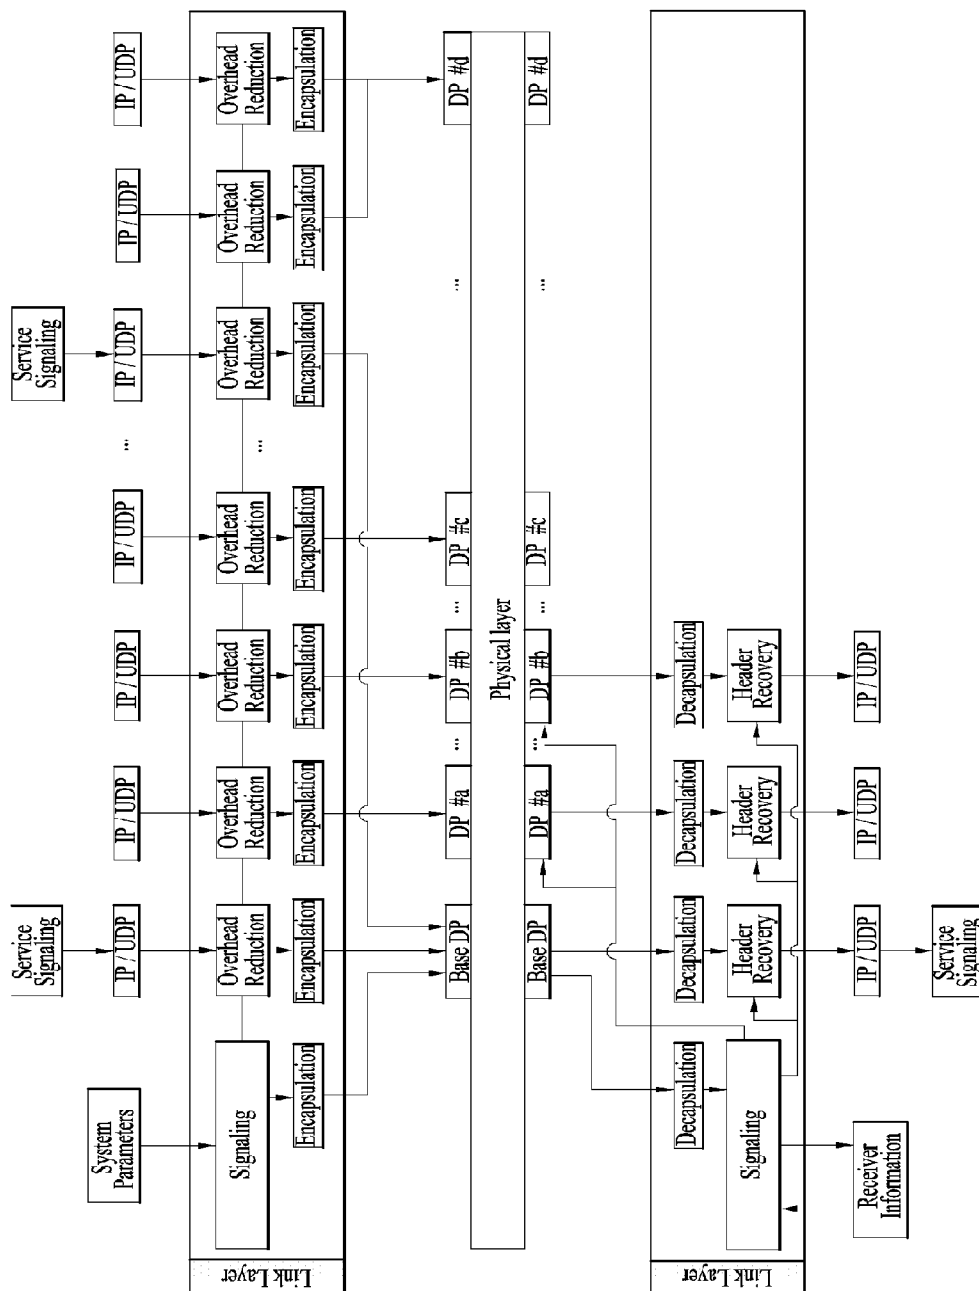 Service
Signaling
Service
Signaling
System
Parameters
IP / UDP
IP / UDP
IP / UDP
IP / UDP
...
IP / UDP
IP / UDP
IP / UDP
Link Layer
Signaling
Overhead
Reduction
Overhead
Reduction
Overhead
Reduction
Overhead
Reduction
...
Overhead
Reduction
Overhead
Reduction
Overhead
Reduction
Encapsulation
Encapsulation
Encapsulation
Encapsulation
Encapsulation
Encapsulation
Encapsulation
Encapsulation
Base DP
DP #a
...
DP #b
...
DP #c
...
DP #d
Physical layer
Base DP
DP #a
...
DP #b
...
DP #c
...
DP #d
Link Layer
Decapsulation
Decapsulation
Decapsulation
Decapsulation
Signaling
Header
Recovery
Header
Recovery
Header
Recovery
Receiver
Information
IP / UDP
IP / UDP
IP / UDP
Service
Signaling